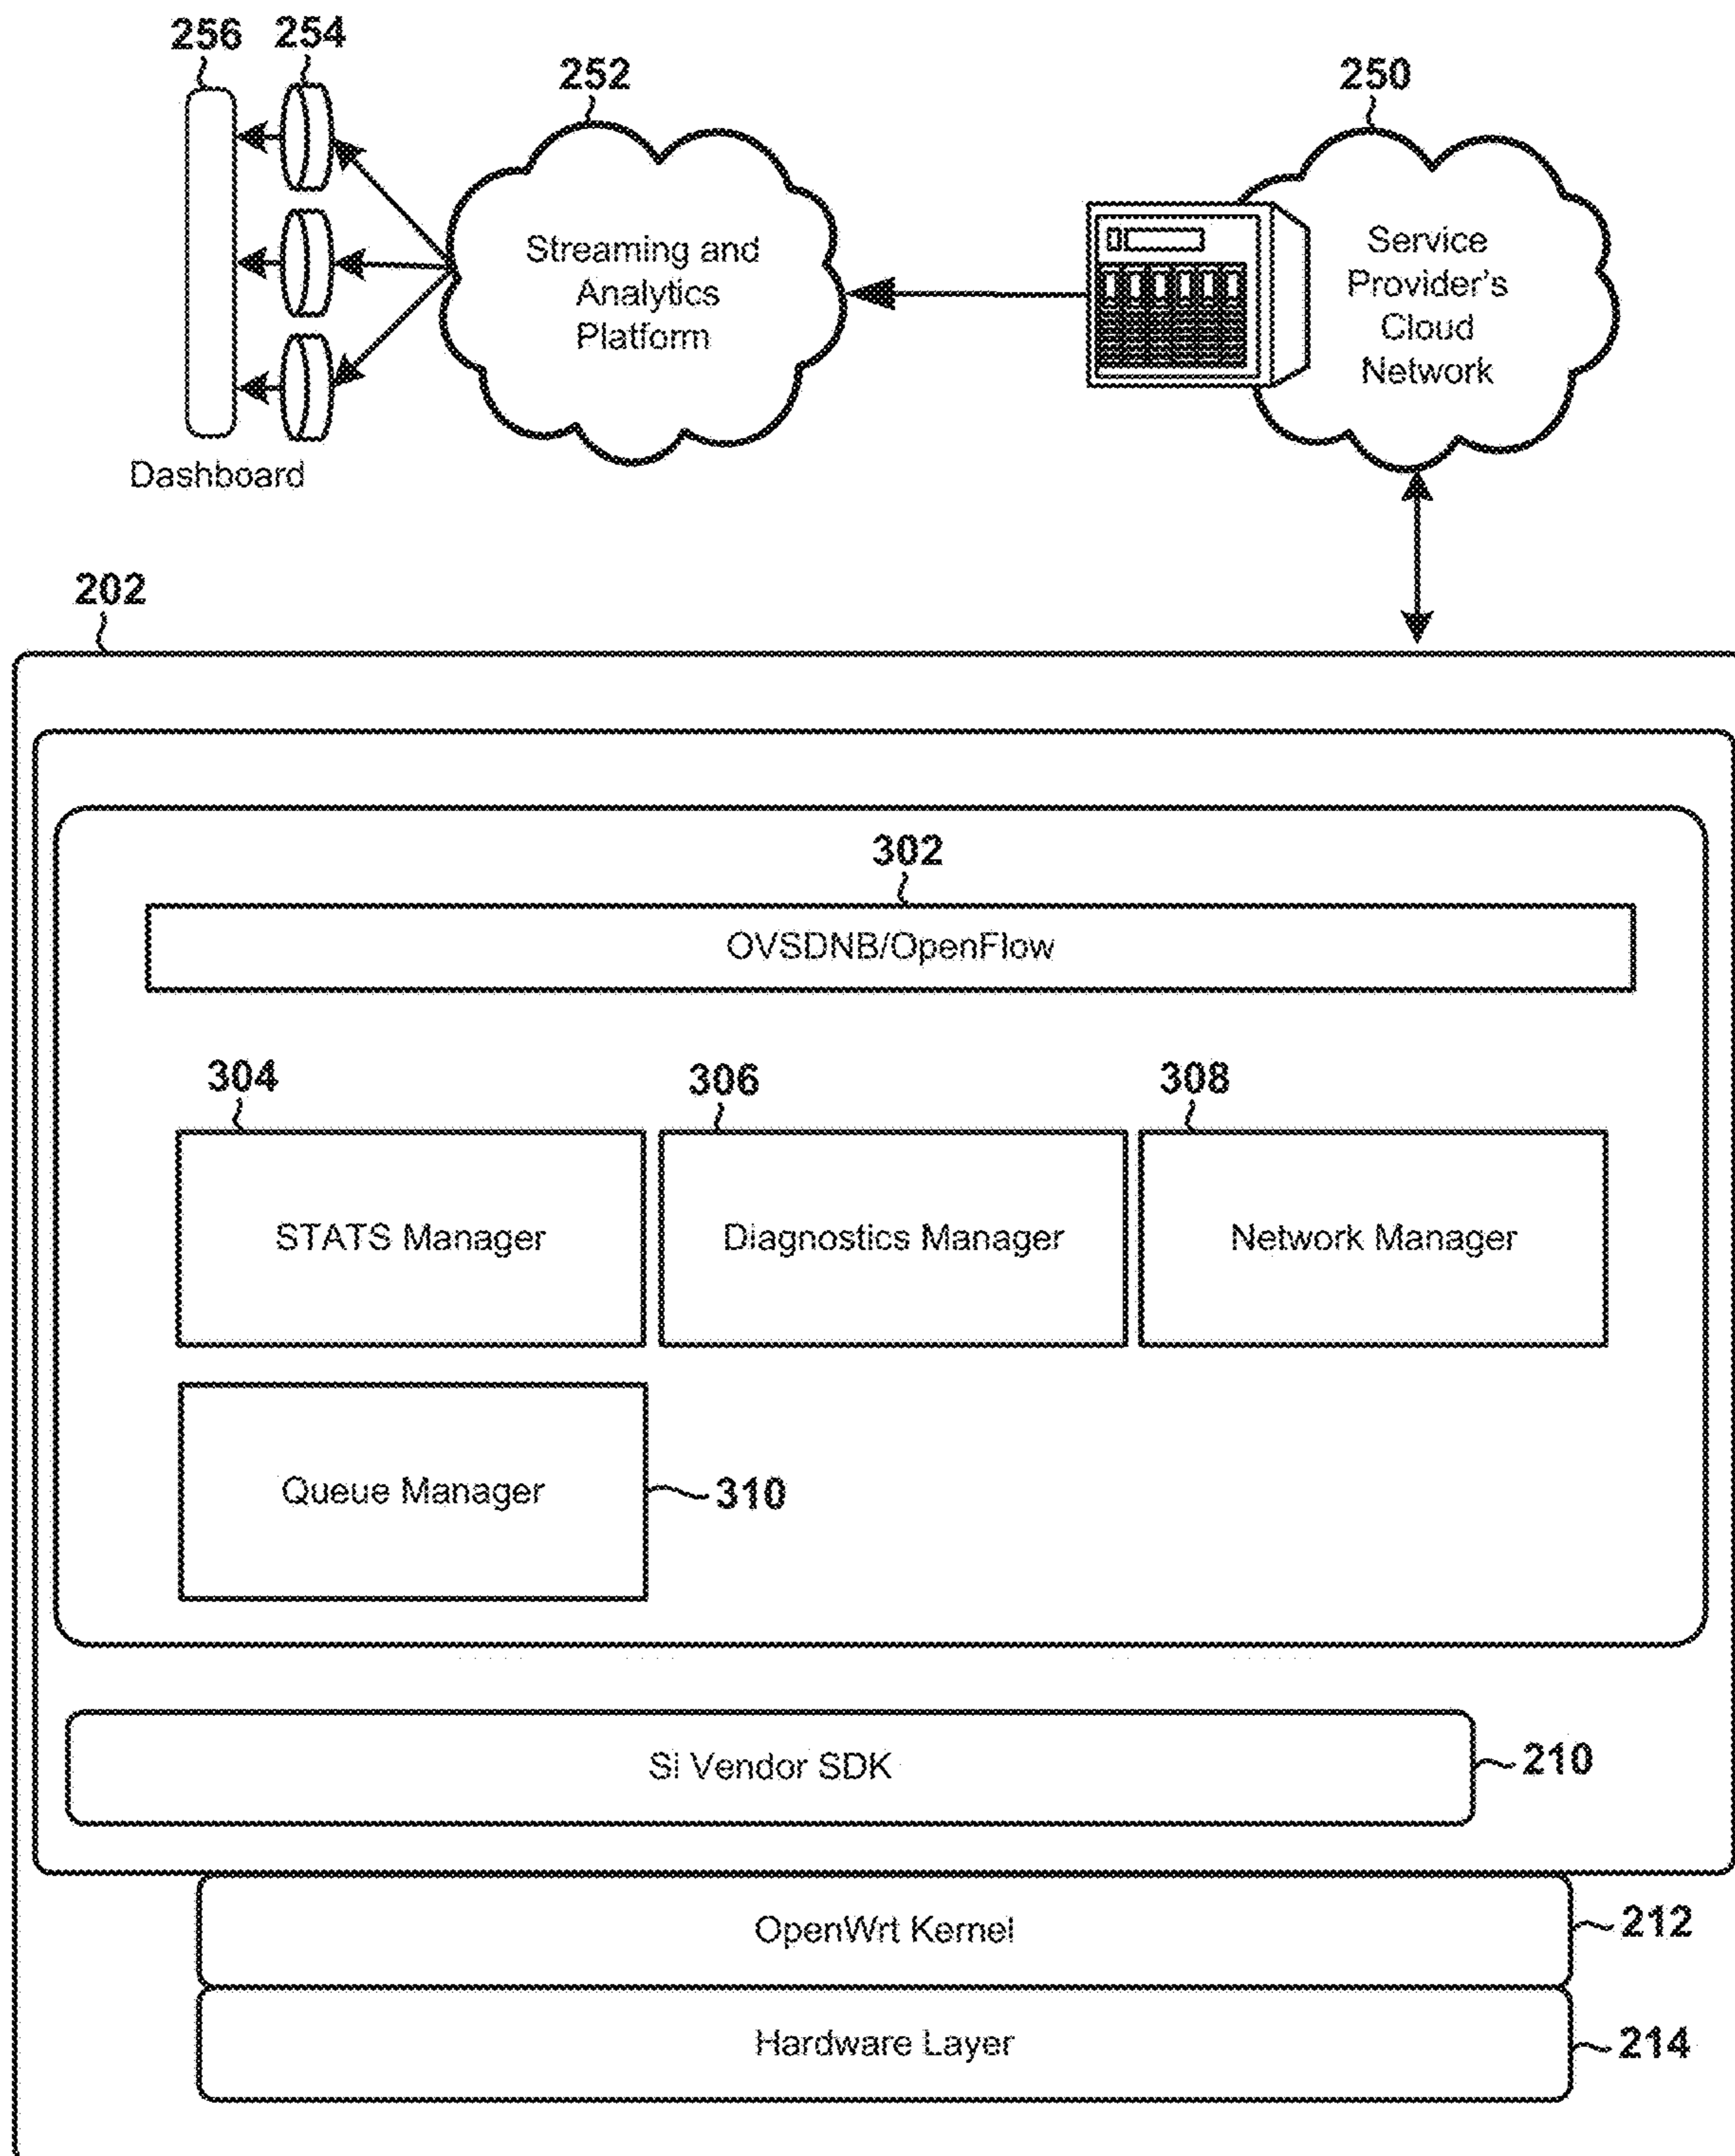 256 254
252
250
Streaming and
Analytics
Platform
Service
Provider's
Cloud
Network
Dashboard
202
302
OVSDNB/OpenFlow
304
306
308
STATS Manager
Diagnostics Manager
Network Manager
Queue Manager
310
Si Vendor SDK
210
OpenWrt Kernel
212
Hardware Layer
214